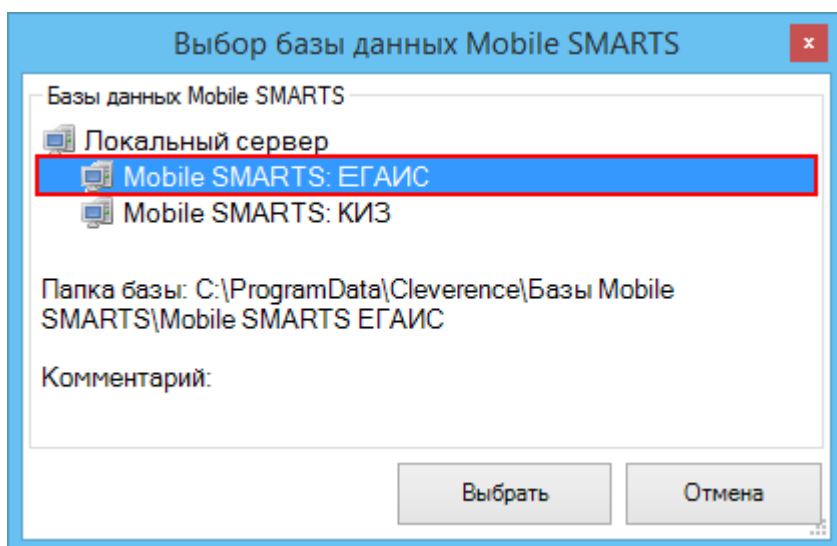 Выбор базы данных Mobile SMARTS
x
Базы данных Mobile SMARTS
Локальный сервер
Mobile SMARTS: ЕГАИС
Mobile SMARTS: КИЗ
Папка базы: C:\ProgramData\Cleverence\Базы Mobile
SMARTS\Mobile SMARTS ЕГАИС
Комментарий:
Выбрать
Отмена